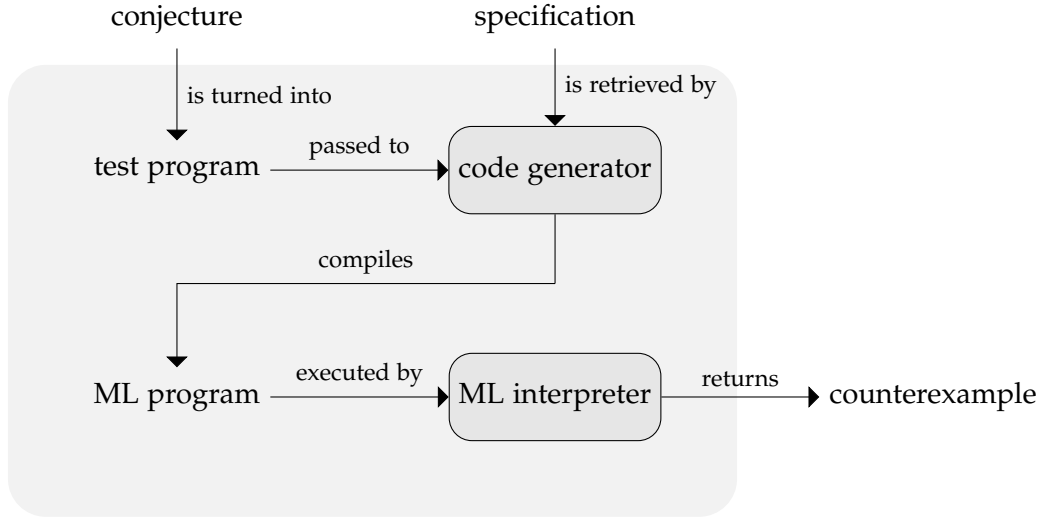 conjecture
specification
is turned into
is retrieved by
test program
passed to
code generator
compiles
ML program
executed by
ML interpreter
returns
counterexample